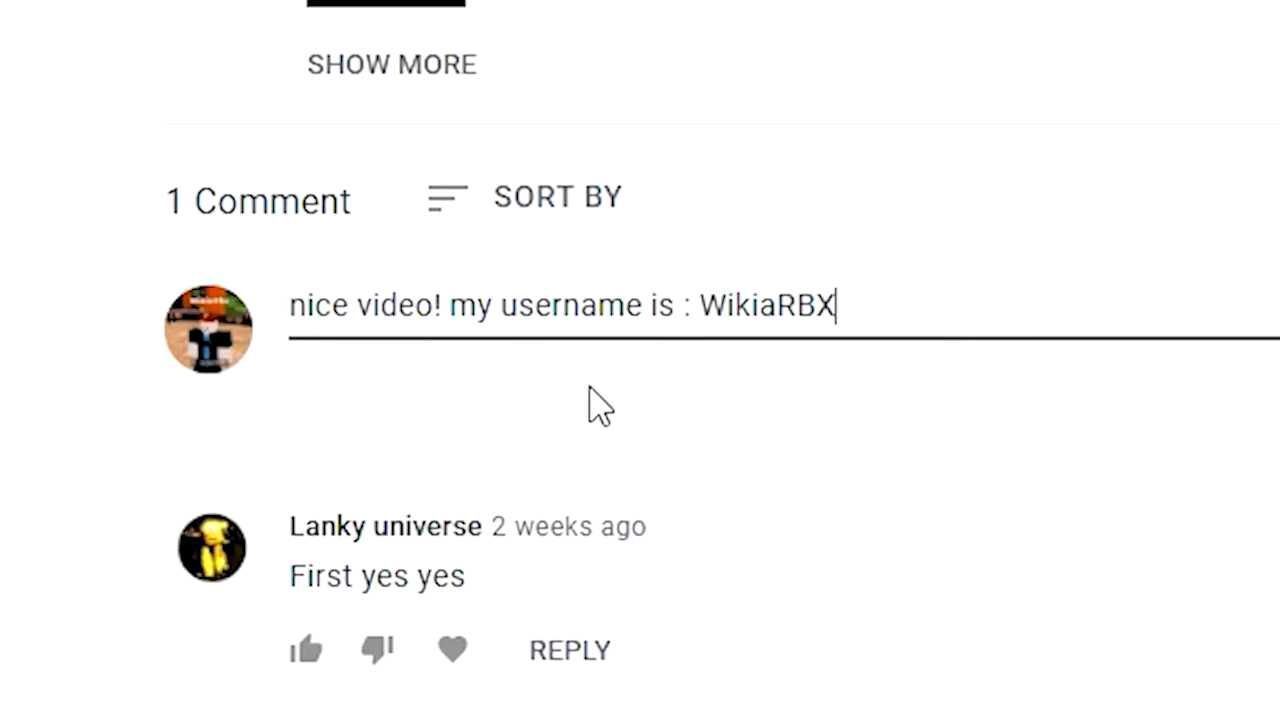 SHOW MORE
1 Comment
SORT BY
nice video! my username is : WikiaRBX
Lanky universe 2 weeks ago
First yes yes
REPLY